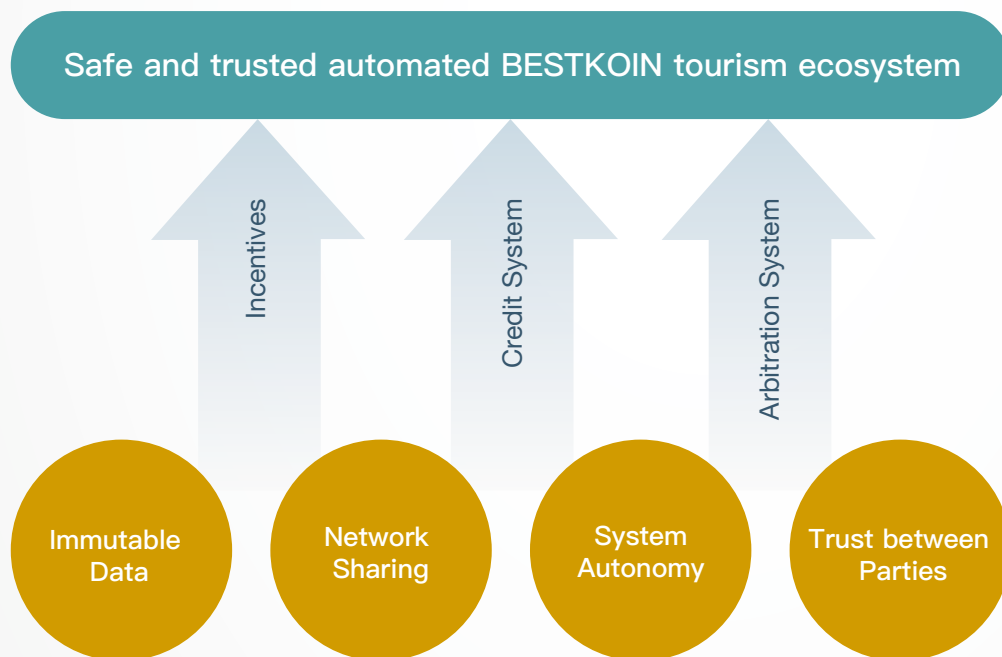 Safe and trusted automated BESTKOIN tourism ecosystem
Incentives
Credit System
Arbitration System
Immutable
Data
Network
Sharing
System
Autonomy
Trust between
Parties